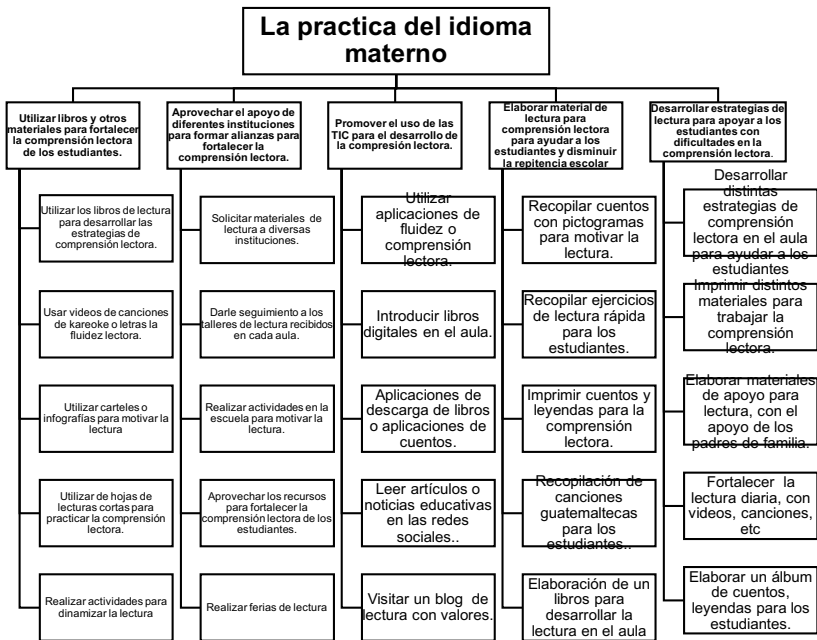 La practica del idioma
materno
Utilizar libros y otros
materiales para fortalecer
la comprensión lectora
de los estudiantes.
Utilizar los libros de lectura
para desarrollar las
estrategias de
comprensión lectora.
Usar videos de canciones
de kareoke o letras la
fluidez lectora.
Utilizar carteles o
infografías para motivar la
lectura
Utilizar de hojas de
lecturas cortas para
practicar la comprensión
lectora.
Realizar actividades para
dinamizar la lectura
Aprovechar el apoyo de
diferentes instituciones
para formar alianzas para
fortalecer la
comprensión lectora.
Solicitar materiales de
lectura a diversas
instituciones.
Darle seguimiento a los
talleres de lectura recibidos
en cada aula.
Realizar actividades en la
escuela para motivar la
lectura.
Aprovechar los recursos
para fortalecer la
comprensión lectora de los
estudiantes.
Realizar ferias de lectura
Promover el uso de las
TIC para el desarrollo de
la compresión lectora.
Utilizar
aplicaciones de
fluidez o
comprensión
lectora.
Introducir libros
digitales en el aula.
Aplicaciones de
descarga de libros
o aplicaciones de
cuentos.
Leer artículos o
noticias educativas
en las redes
sociales..
Visitar un blog de
lectura con valores.
Elaborar material de
lectura para
comprensión lectora
para ayudar a los
estudiantes y disminuir
la repitencia escolar
Recopilar cuentos
con pictogramas
para motivar la
lectura.
Recopilar ejercicios
de lectura rápida
para los
estudiantes.
Imprimir cuentos y
leyendas para la
comprensión
lectora.
Recopilación de
canciones
guatemaltecas
para los
estudiantes..
Elaboración de un
libros para
desarrollar la
lectura en el aula
Desarrollar estrategias de
lectura para apoyar a los
estudiantes con
dificultades en la
comprensión lectora.
Desarrollar
distintas
estrategias de
comprensión
lectora en el aula
para ayudar a los
estudiantes
Imprimir distintos
materiales para
trabajar la
comprensión
lectora.
Elaborar materiales
de apoyo para
lectura, con el
apoyo de los
padres de familia.
Fortalecer la
lectura diaria, con
videos, canciones,
etc
Elaborar un álbum
de cuentos,
leyendas para los
estudiantes.